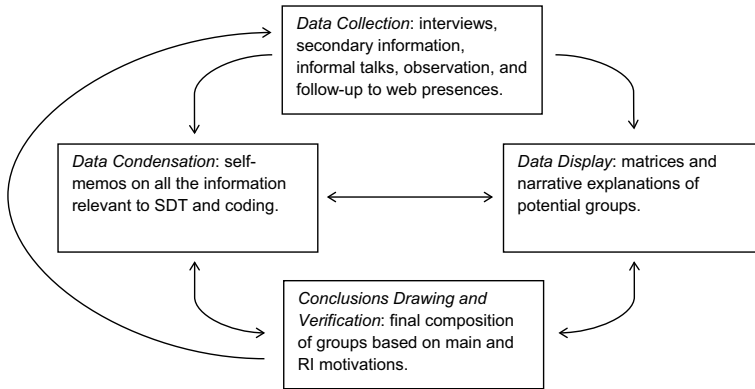 Data Collection: interviews,
secondary information,
informal talks, observation, and
follow-up to web presences.
Data Condensation: self-
memos on all the information
relevant to SDT and coding.
Data Display: matrices and
narrative explanations of
potential groups.
Conclusions Drawing and
Verification: final composition
of groups based on main and
RI motivations.